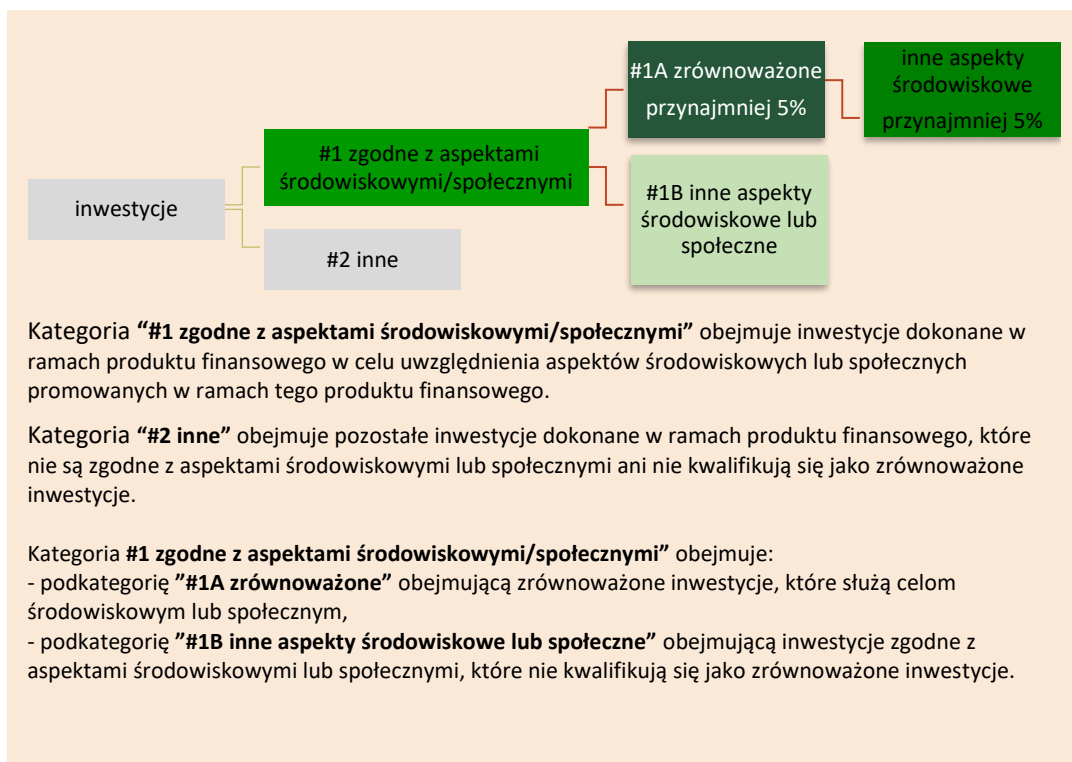 inwestycje
#1 zgodne z aspektami
środowiskowymi/społecznymi
#2 inne
#1A zrównoważone
przynajmniej 5%
#1B inne aspekty
środowiskowe lub
społeczne
inne aspekty
środowiskowe
przynajmniej 5%
Kategoria “#1 zgodne z aspektami środowiskowymi/społecznymi” obejmuje inwestycje dokonane w
ramach produktu finansowego w celu uwzględnienia aspektów środowiskowych lub społecznych
promowanych w ramach tego produktu finansowego.
Kategoria “#2 inne” obejmuje pozostałe inwestycje dokonane w ramach produktu finansowego, które
nie są zgodne z aspektami środowiskowymi lub społecznymi ani nie kwalifikują się jako zrównoważone
inwestycje.
Kategoria #1 zgodne z aspektami środowiskowymi/społecznymi” obejmuje:
- podkategorię ”#1A zrównoważone” obejmującą zrównoważone inwestycje, które służą celom
środowiskowym lub społecznym,
- podkategorię ”#1B inne aspekty środowiskowe lub społeczne” obejmującą inwestycje zgodne z
aspektami środowiskowymi lub społecznymi, które nie kwalifikują się jako zrównoważone inwestycje.